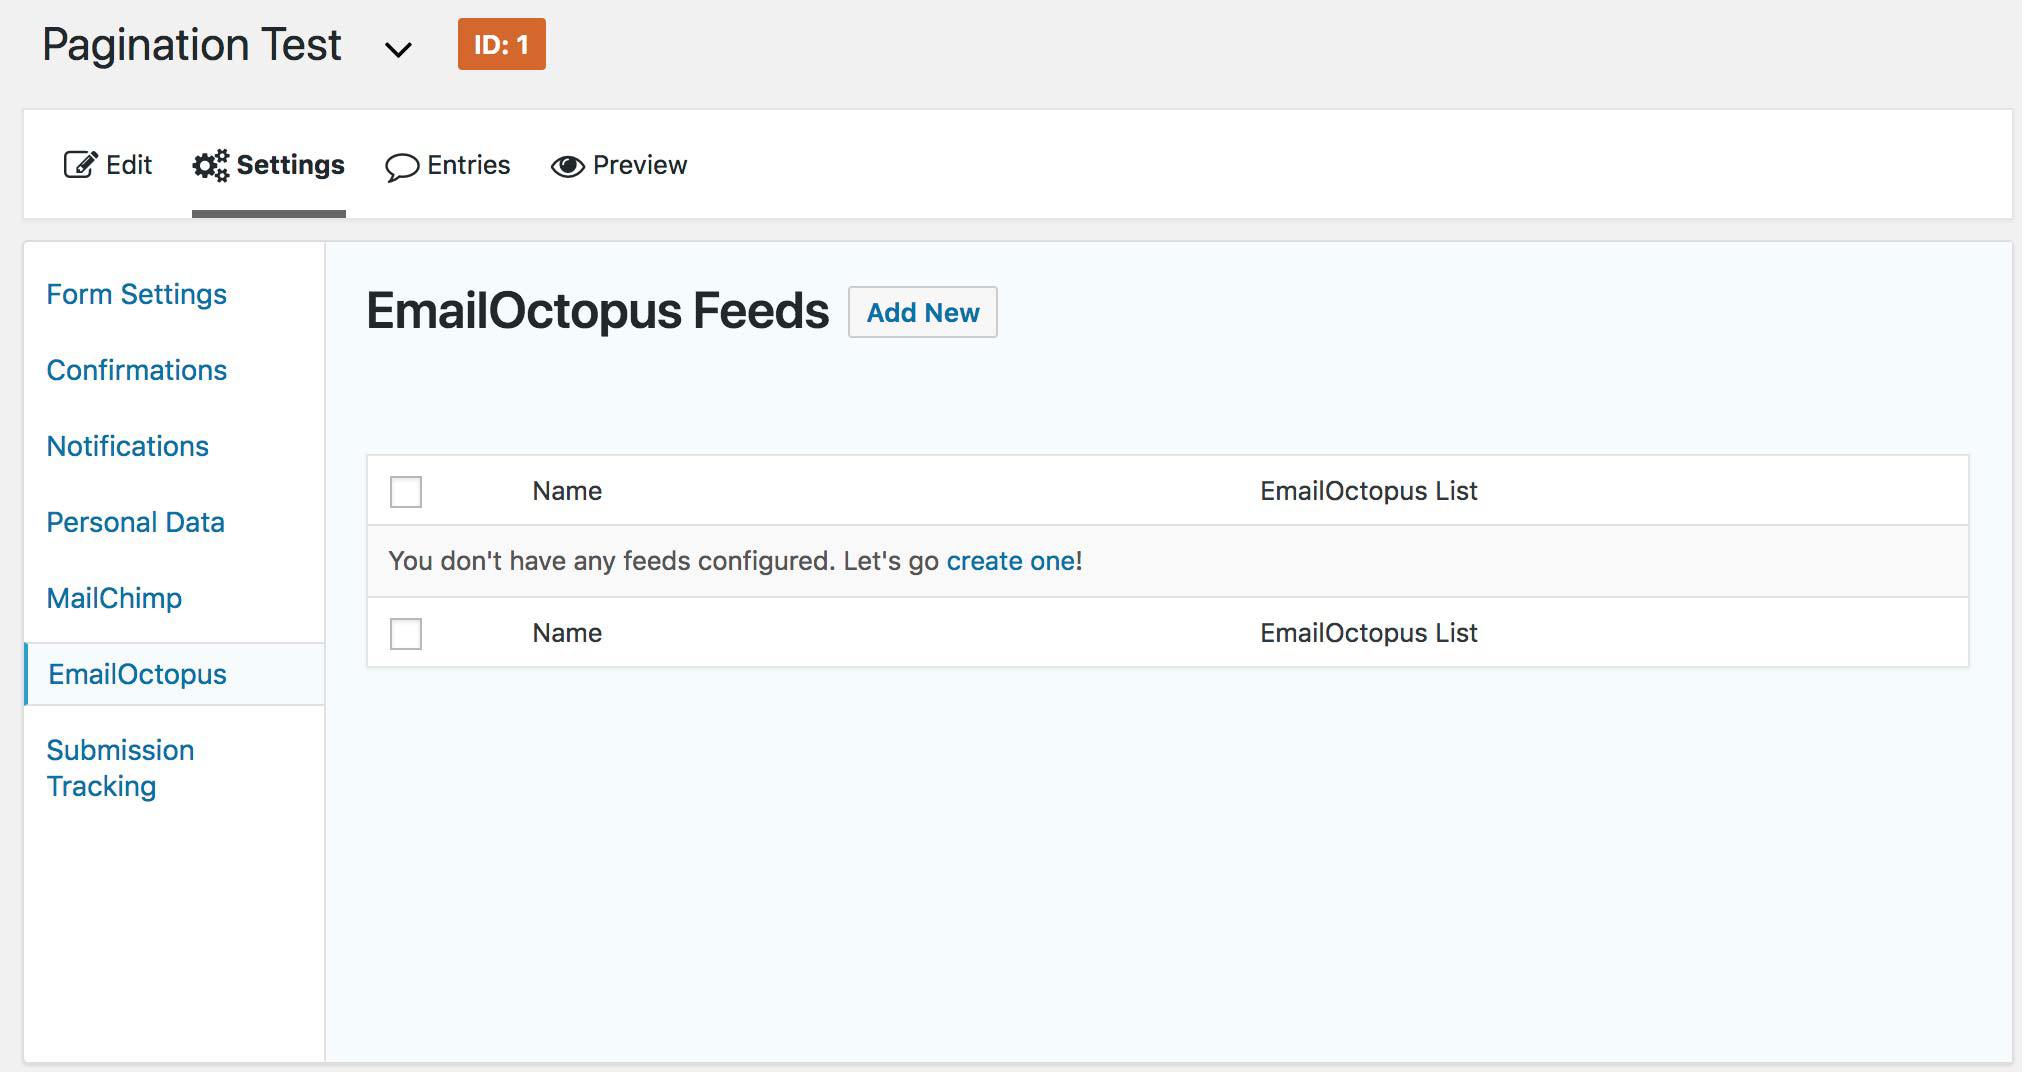 Pagination Test
ID: 1
Edit
Settings
Entries
Preview
Form Settings
Confirmations
Notifications
Personal Data
MailChimp
EmailOctopus
Submission
Tracking
EmailOctopus Feeds
Add New
Name
EmailOctopus List
You don't have any feeds configured. Let's go create one!
Name
EmailOctopus List